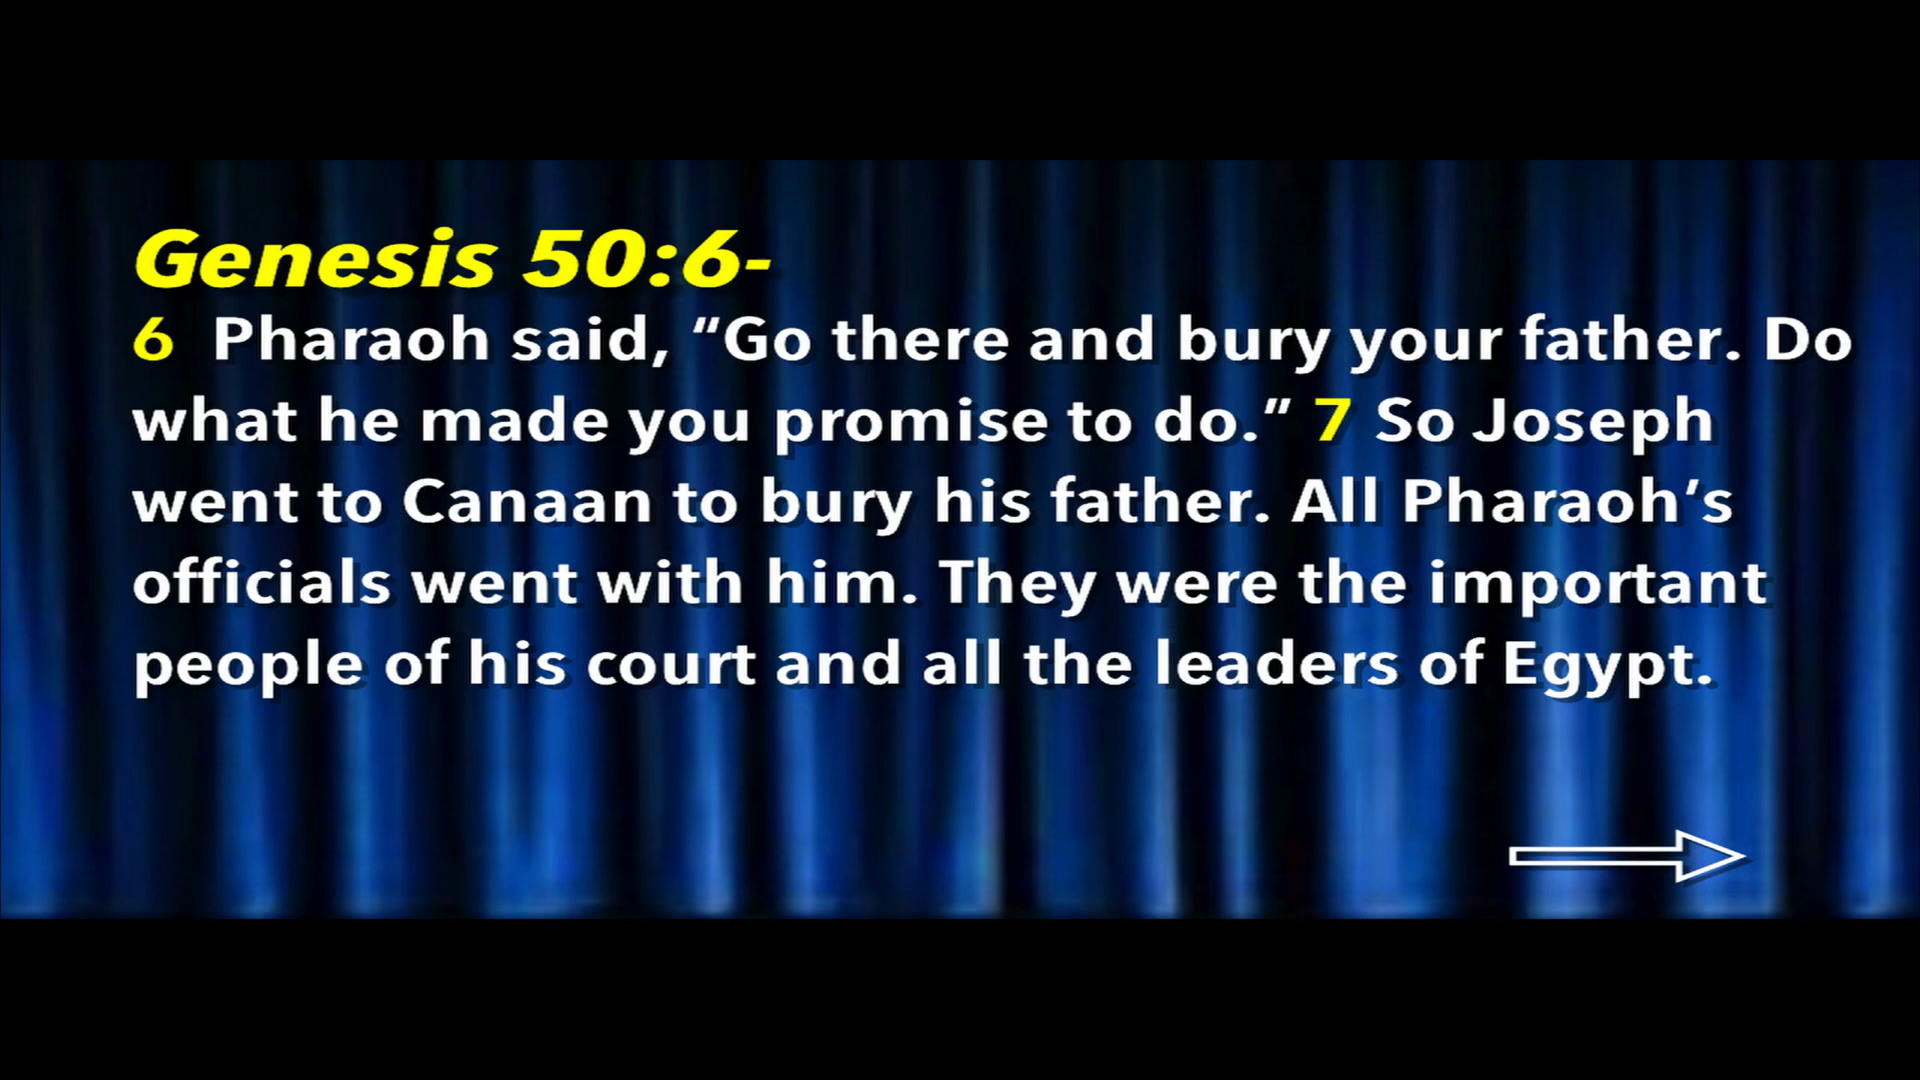 Genesis 50:6-
6 Pharaoh said, “Go there and bury your father. Do
what he made you promise to do.” 7 So Joseph
went to Canaan to bury his father. All Pharaoh’s
officials went with him. They were the important
people of his court and all the leaders of Egypt.